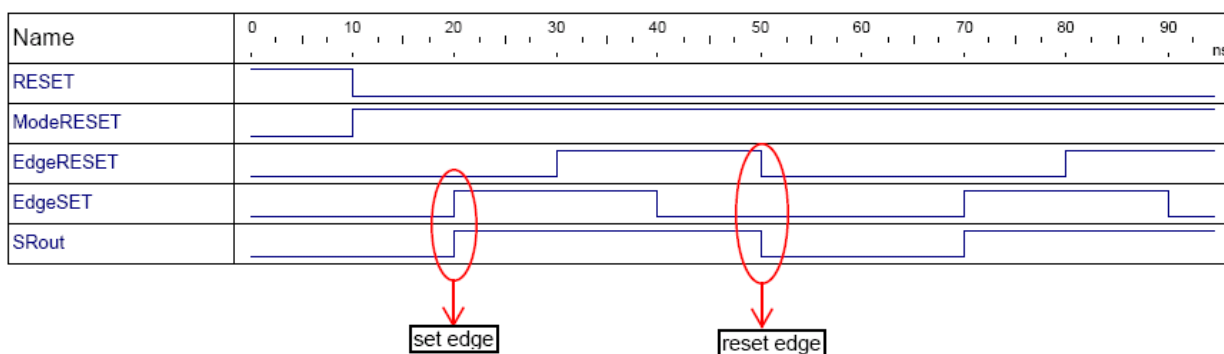 Name 0 10 20 30 40 50 60 70 80 90 ns
RESET
ModeRESET
EdgeRESET
EdgeSET
SRout
set edge
reset edge